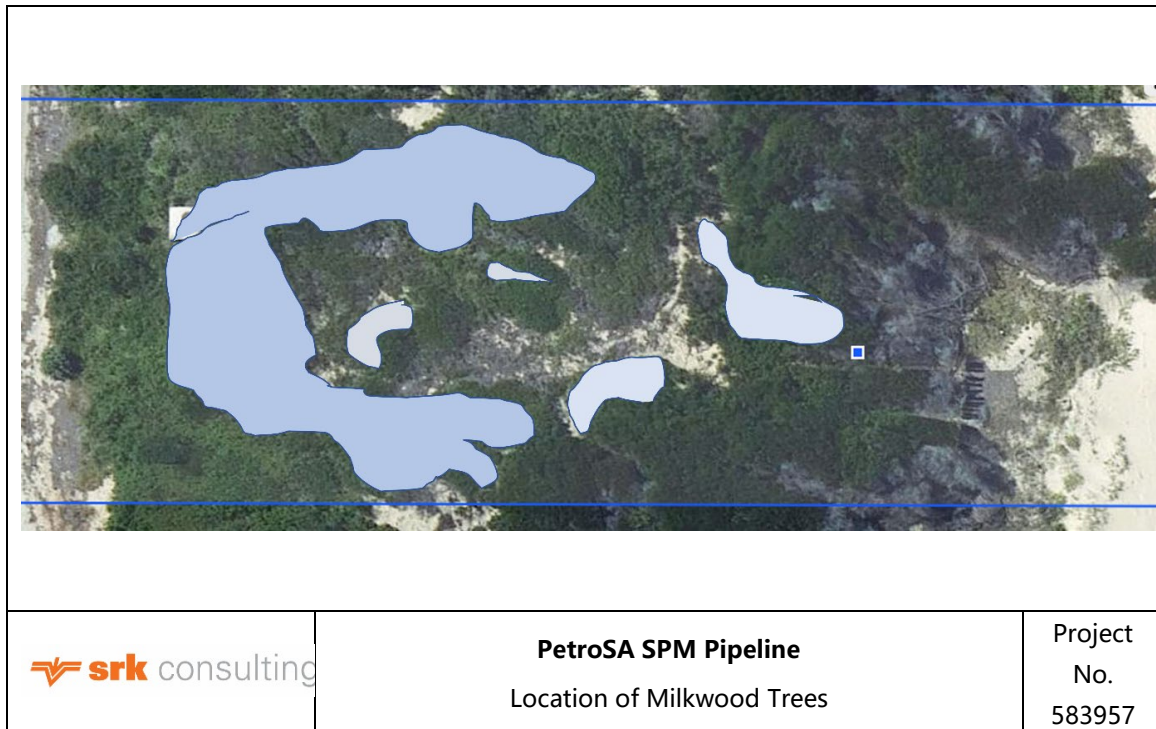 srk consulting
PetroSA SPM Pipeline
Location of Milkwood Trees
Project
No.
583957